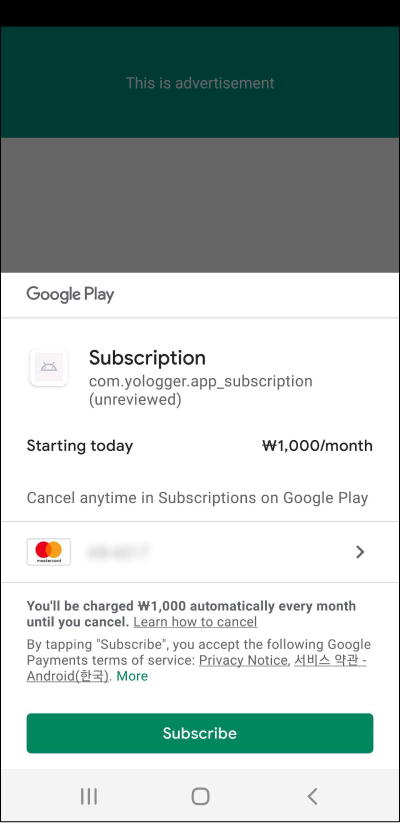 This is advertisement
Google Play
Subscription
com.yologger.app_subscription
(unreviewed)
Starting today ₩1,000/month
Cancel anytime in Subscriptions on Google Play
mastercard
You'll be charged ₩1,000 automatically every month
until you cancel. Learn how to cancel
By tapping "Subscribe", you accept the following Google
Payments terms of service: Privacy Notice, 서비스 약관 -
Android(한국). More
Subscribe